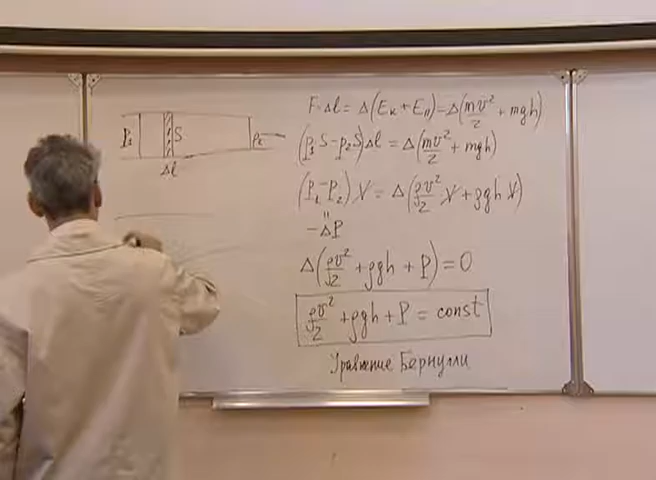 P₁ S P₂
Δl
F·Δl = Δ(Eк + Eп) = Δ(mv²/2 + mgh)
(P₁S - P₂S)Δl = Δ(mv²/2 + mgh)
(P₁ - P₂)V = Δ(ρv²/2 V + ρgh V)
"
-ΔP
Δ(ρv²/2 + ρgh + P) = 0
ρv²/2 + ρgh + P = const
Уравнение Бернулли